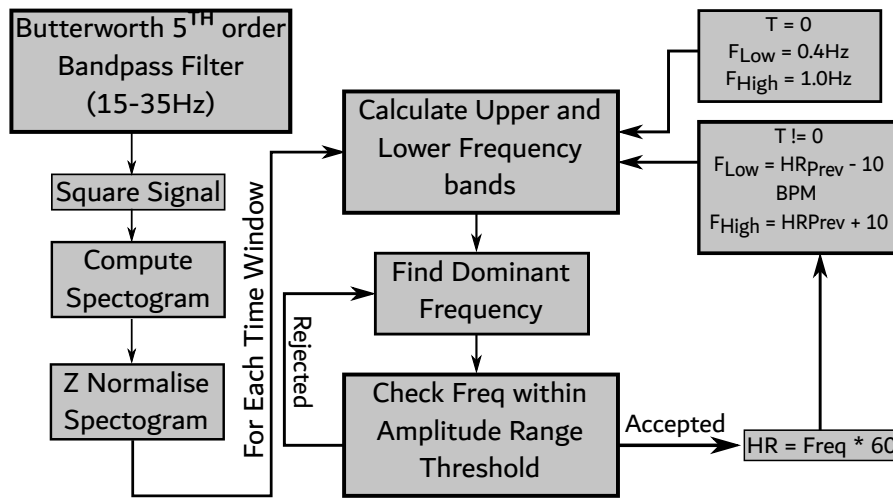 Butterworth 5TH order
Bandpass Filter
(15-35Hz)
Square Signal
Compute
Spectogram
Z Normalise
Spectogram
For Each Time Window
Calculate Upper and
Lower Frequency
bands
Find Dominant
Frequency
Rejected
Check Freq within
Amplitude Range
Threshold
Accepted
HR = Freq * 60
T = 0
FLow = 0.4Hz
FHigh = 1.0Hz
T != 0
FLow = HRPrev - 10
BPM
FHigh = HRPrev + 10